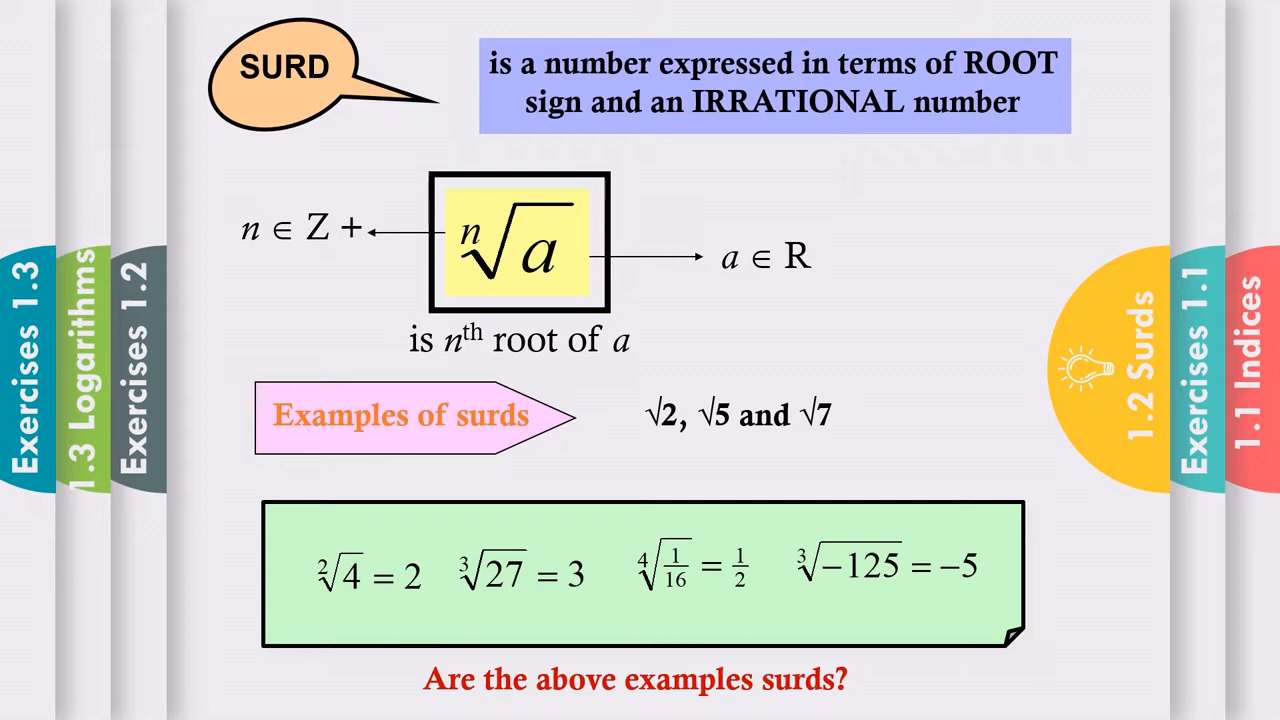 SURD
is a number expressed in terms of ROOT
sign and an IRRATIONAL number
n ∈ Z +
ⁿ√a
a ∈ R
is nᵗʰ root of a
Examples of surds
√2, √5 and √7
²√4 = 2  ³√27 = 3  ⁴√(1/16) = 1/2  ³√−125 = −5
Are the above examples surds?
Exercises 1.3
1.3 Logarithms
Exercises 1.2
1.2 Surds
Exercises 1.1
1.1 Indices